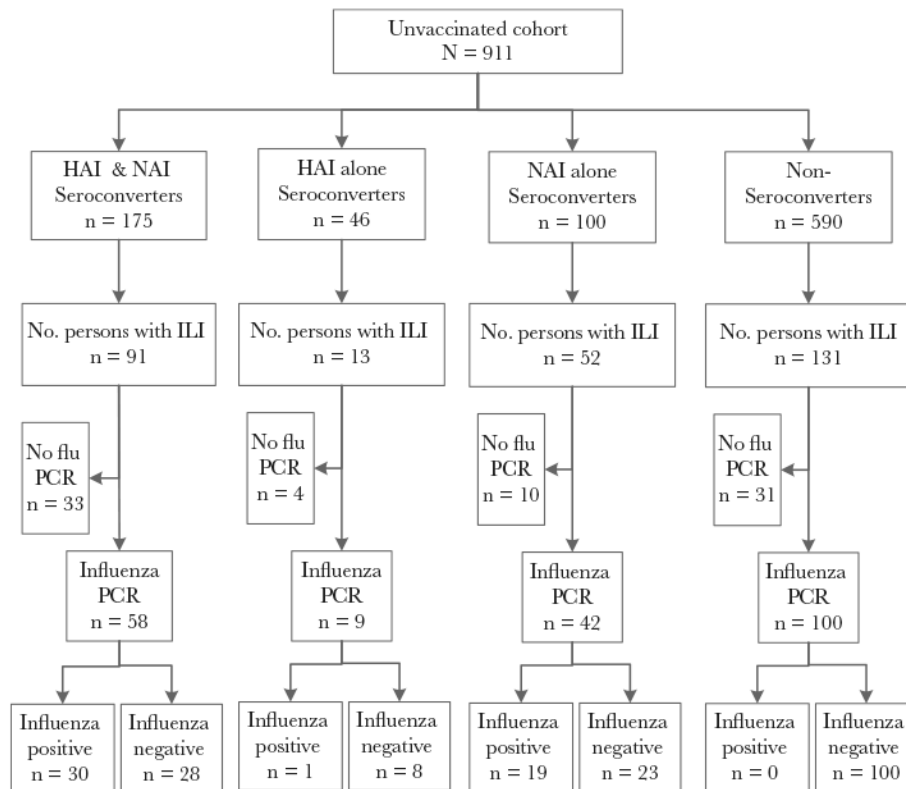 Unvaccinated cohort
N = 911
HAI & NAI
Seroconverters
n = 175
HAI alone
Seroconverters
n = 46
NAI alone
Seroconverters
n = 100
Non-
Seroconverters
n = 590
No. persons with ILI
n = 91
No. persons with ILI
n = 13
No. persons with ILI
n = 52
No. persons with ILI
n = 131
No flu
PCR
n = 33
No flu
PCR
n = 4
No flu
PCR
n = 10
No flu
PCR
n = 31
Influenza
PCR
n = 58
Influenza
PCR
n = 9
Influenza
PCR
n = 42
Influenza
PCR
n = 100
Influenza
positive
n = 30
Influenza
negative
n = 28
Influenza
positive
n = 1
Influenza
negative
n = 8
Influenza
positive
n = 19
Influenza
negative
n = 23
Influenza
positive
n = 0
Influenza
negative
n = 100